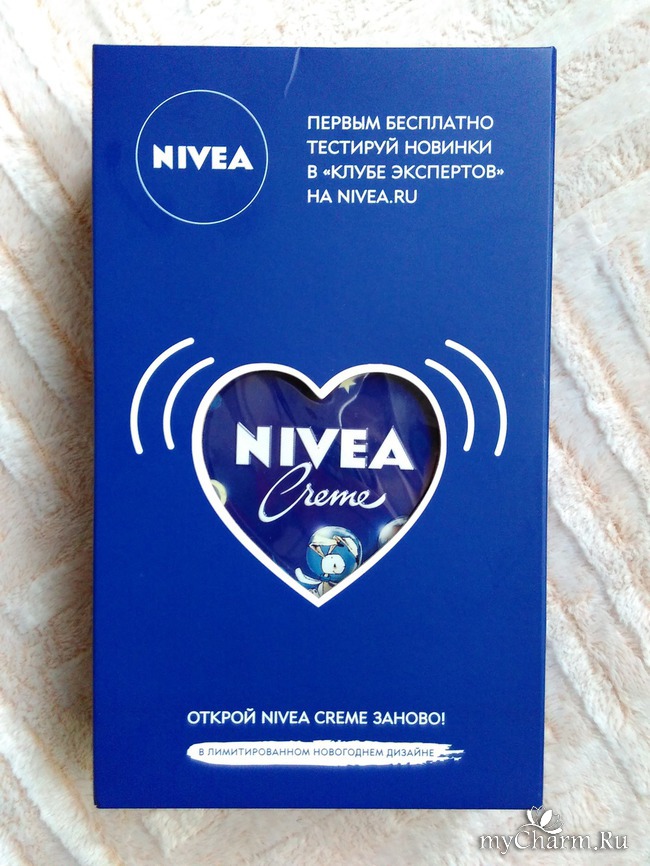 NIVEA
ПЕРВЫМ БЕСПЛАТНО
ТЕСТИРУЙ НОВИНКИ
В «КЛУБЕ ЭКСПЕРТОВ»
НА NIVEA.RU
NIVEA
Creme
ОТКРОЙ NIVEA CREME ЗАНОВО!
В ЛИМИТИРОВАННОМ НОВОГОДНЕМ ДИЗАЙНЕ
myCharm.Ru